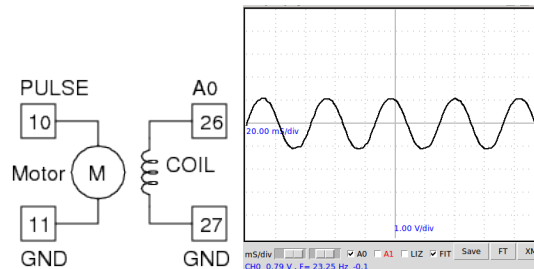 PULSE
A0
10
26
Motor
M
COIL
11
27
GND
GND
20.00 mS/div
1.00 V/div
mS/div
A0
A1
LIZ
FIT
Save
FT
XM
CH0 0.79 V , F= 23.25 Hz -0.1